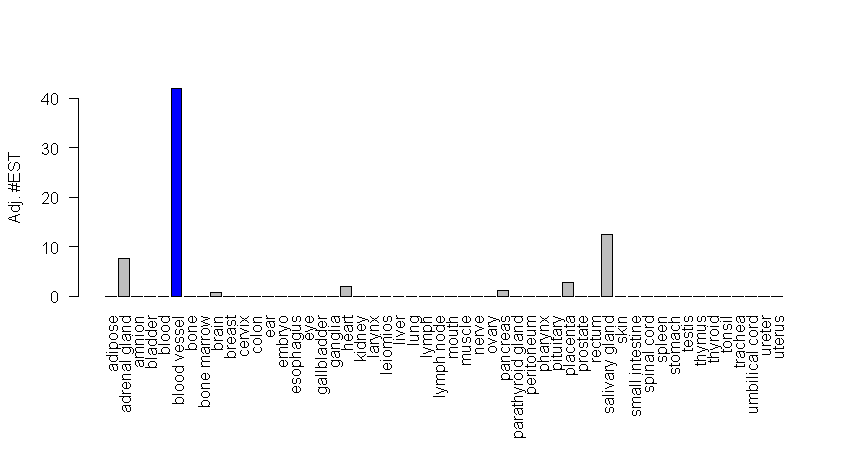 Adj. #EST
40
30
20
10
0
adipose
adrenal gland
amnion
bladder
blood
blood vessel
bone
bone marrow
brain
breast
cervix
colon
ear
embryo
esophagus
eye
gallbladder
ganglia
heart
kidney
larynx
leiomios
liver
lung
lymph
lymph node
mouth
muscle
nerve
ovary
pancreas
parathyroid gland
peritoneum
pharynx
pituitary
placenta
prostate
rectum
salivary gland
skin
small intestine
spinal cord
spleen
stomach
testis
thymus
thyroid
tonsil
trachea
umbilical cord
ureter
uterus